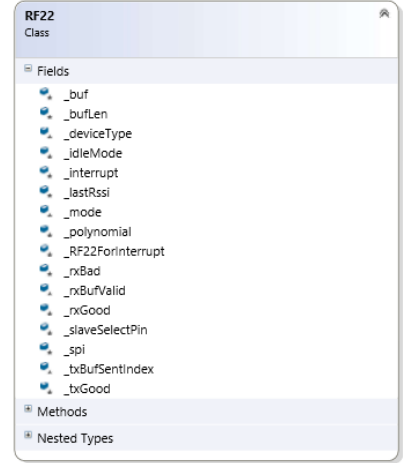 RF22
Class
Fields
_buf
_bufLen
_deviceType
_idleMode
_interrupt
_lastRssi
_mode
_polynomial
_RF22ForInterrupt
_rxBad
_rxBufValid
_rxGood
_slaveSelectPin
_spi
_txBufSentIndex
_txGood
Methods
Nested Types